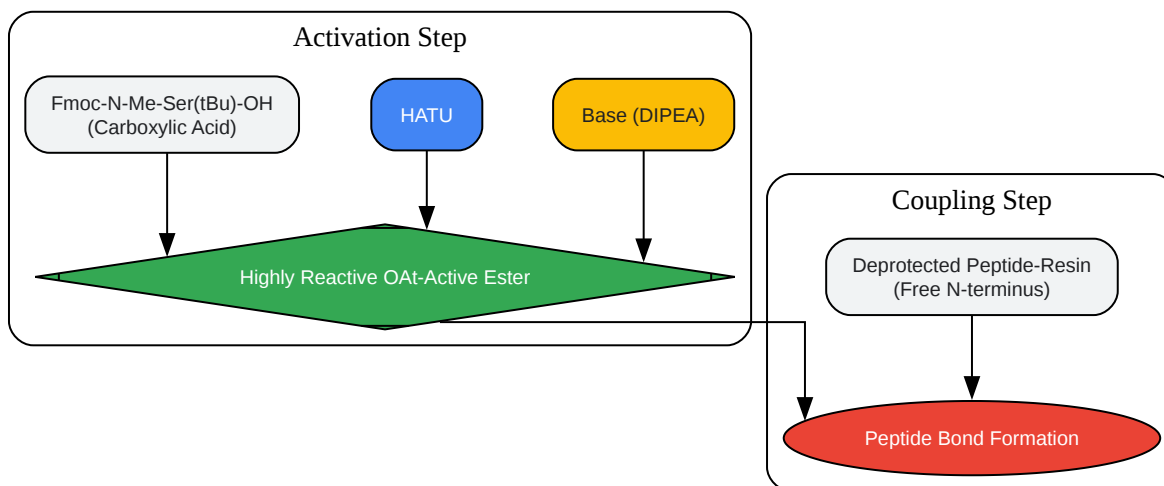 Activation Step
Fmoc-N-Me-Ser(tBu)-OH
(Carboxylic Acid)
HATU
Base (DIPEA)
Highly Reactive OAt-Active Ester
Coupling Step
Deprotected Peptide-Resin
(Free N-terminus)
Peptide Bond Formation